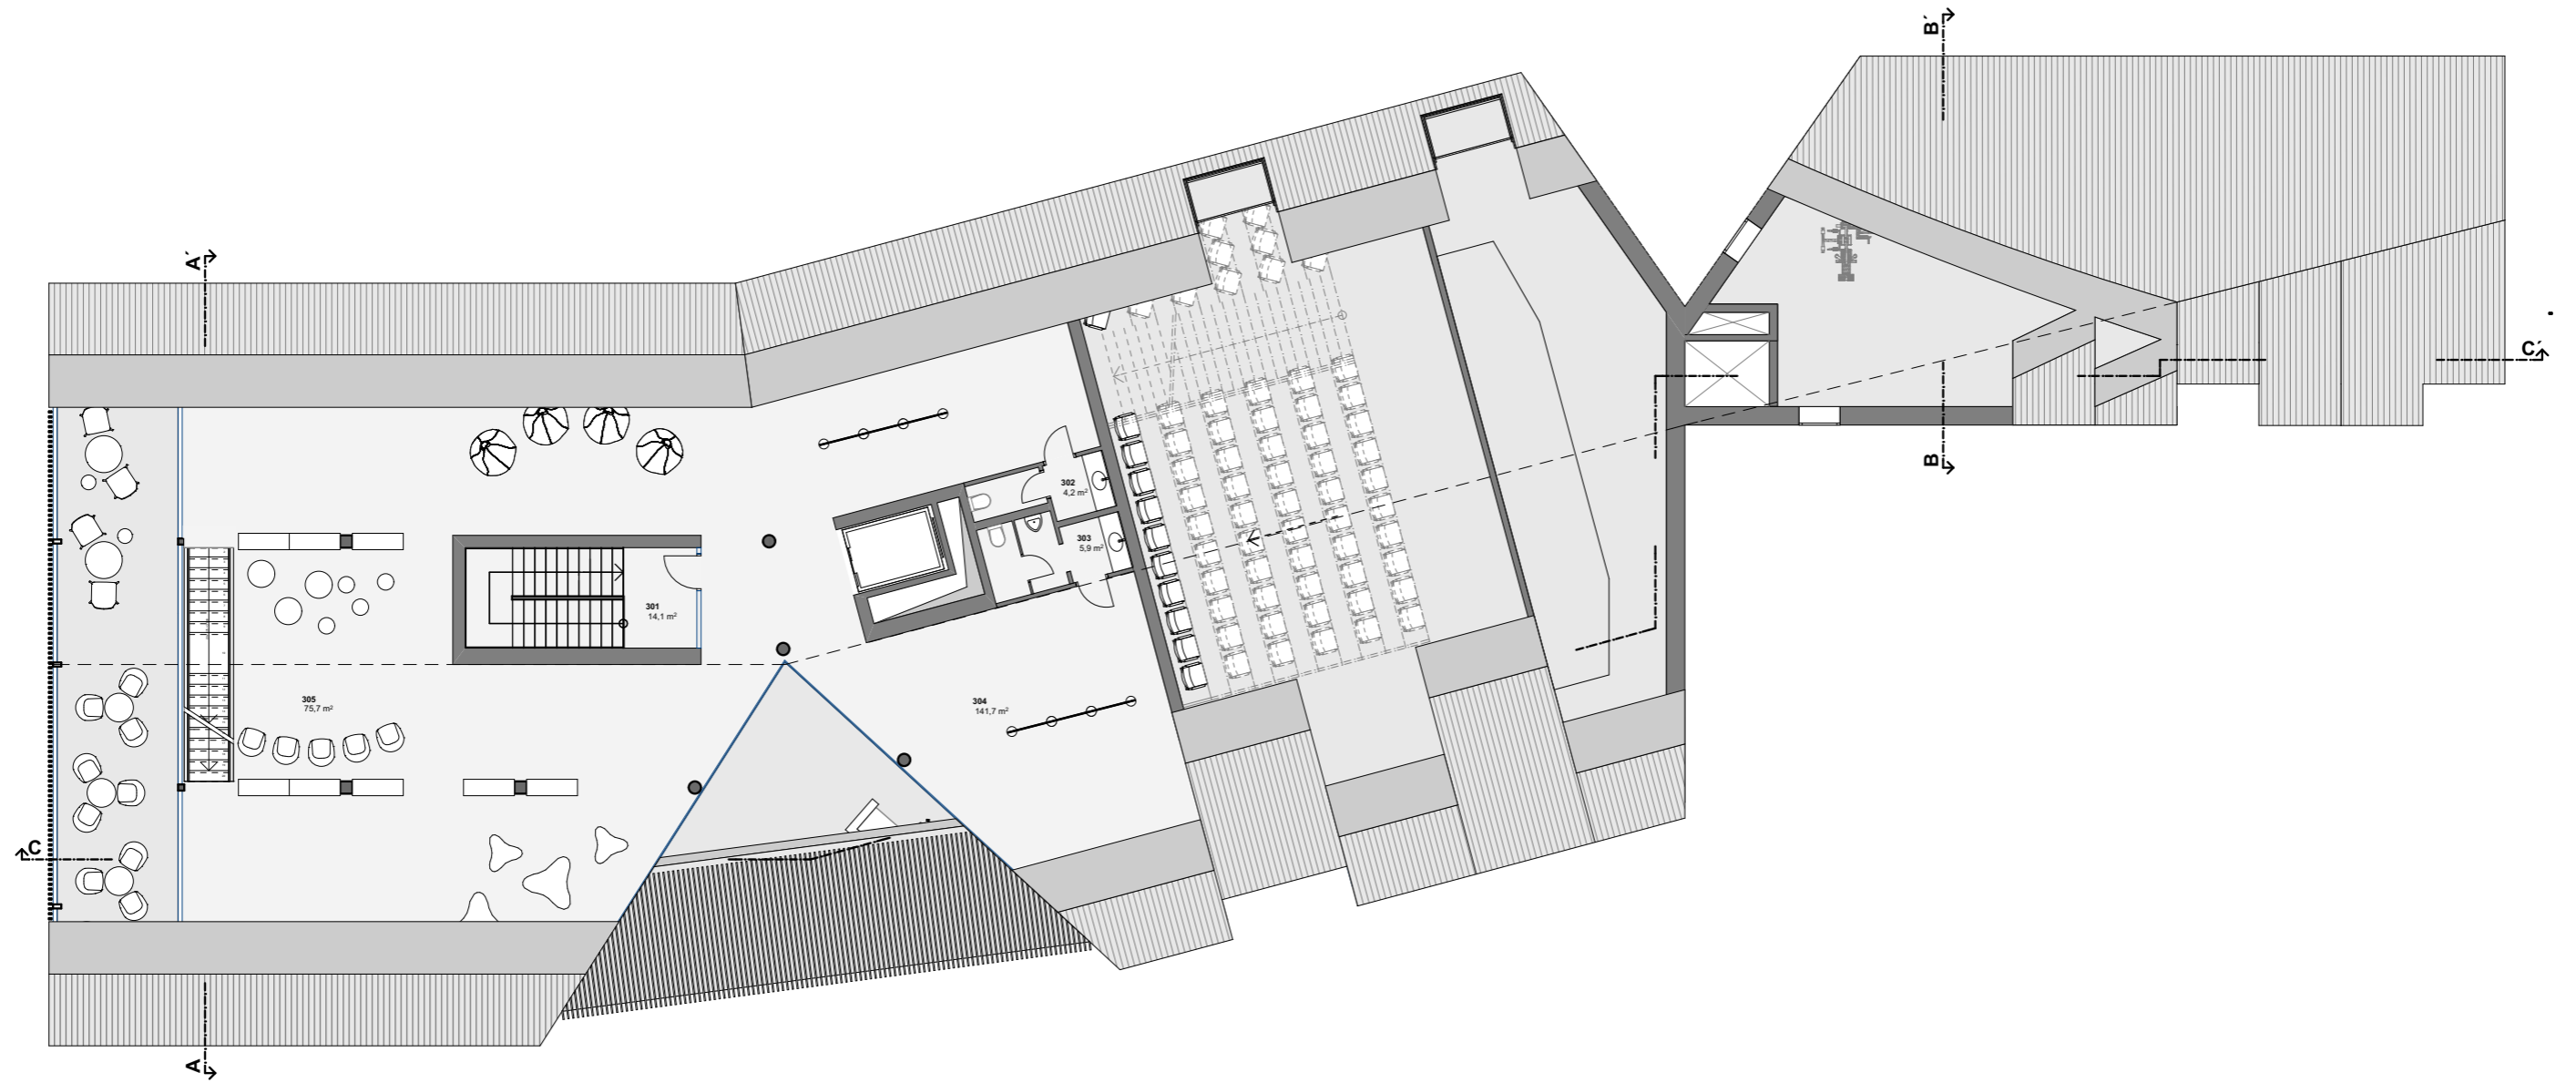 B´
A´
C´
302
4,2 m²
B
303
5,9 m²
301
14,1 m²
305
75,7 m²
304
141,7 m²
C
A